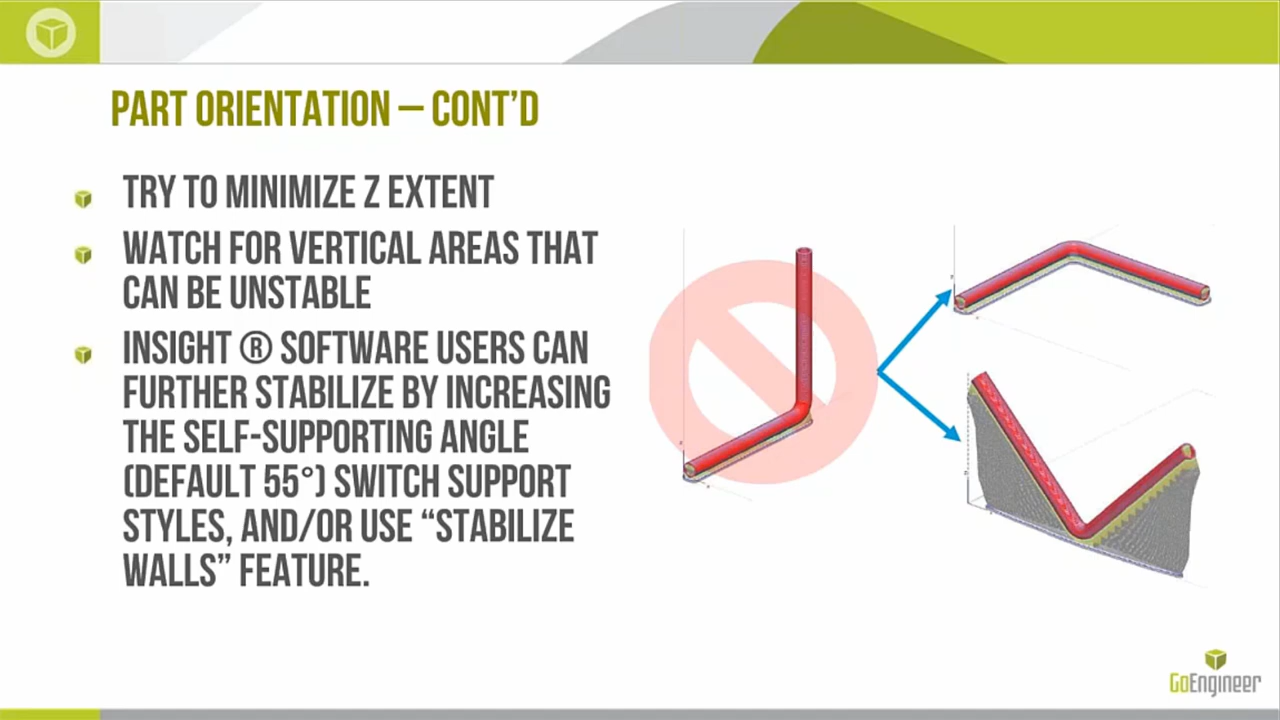 PART ORIENTATION – CONT'D
TRY TO MINIMIZE Z EXTENT
WATCH FOR VERTICAL AREAS THAT
CAN BE UNSTABLE
INSIGHT ® SOFTWARE USERS CAN
FURTHER STABILIZE BY INCREASING
THE SELF-SUPPORTING ANGLE
(DEFAULT 55°) SWITCH SUPPORT
STYLES, AND/OR USE “STABILIZE
WALLS” FEATURE.
GoEngineer